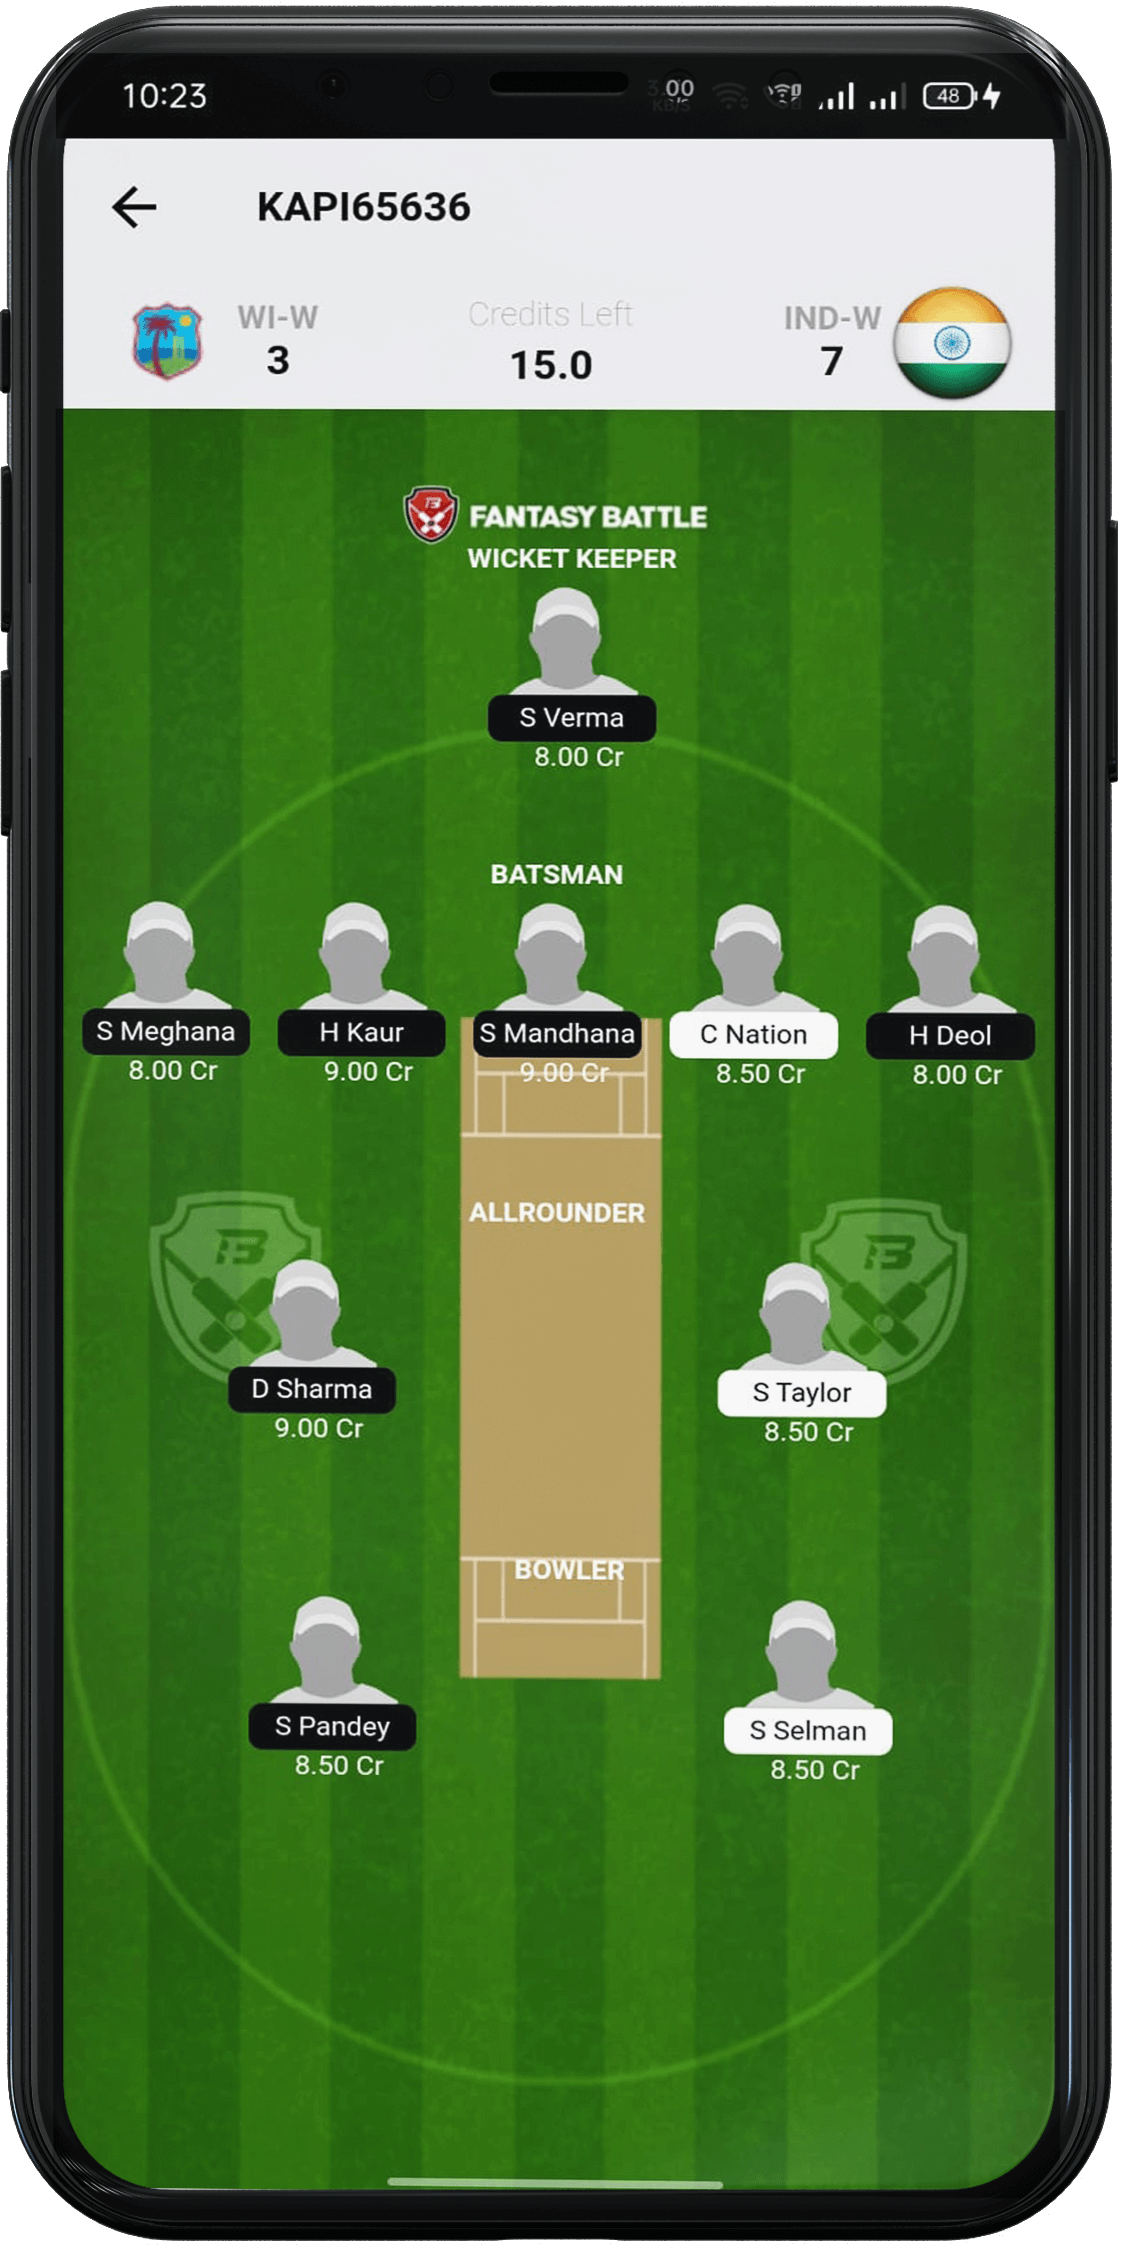 10:23
3.00
KB/S
48
KAPI65636
WI-W
Credits Left
IND-W
3
15.0
7
FANTASY BATTLE
WICKET KEEPER
S Verma
8.00 Cr
BATSMAN
S Meghana
H Kaur
S Mandhana
C Nation
H Deol
8.00 Cr
9.00 Cr
9.00 Cr
8.50 Cr
8.00 Cr
B
B
ALLROUNDER
D Sharma
S Taylor
9.00 Cr
8.50 Cr
BOWLER
S Pandey
S Selman
8.50 Cr
8.50 Cr